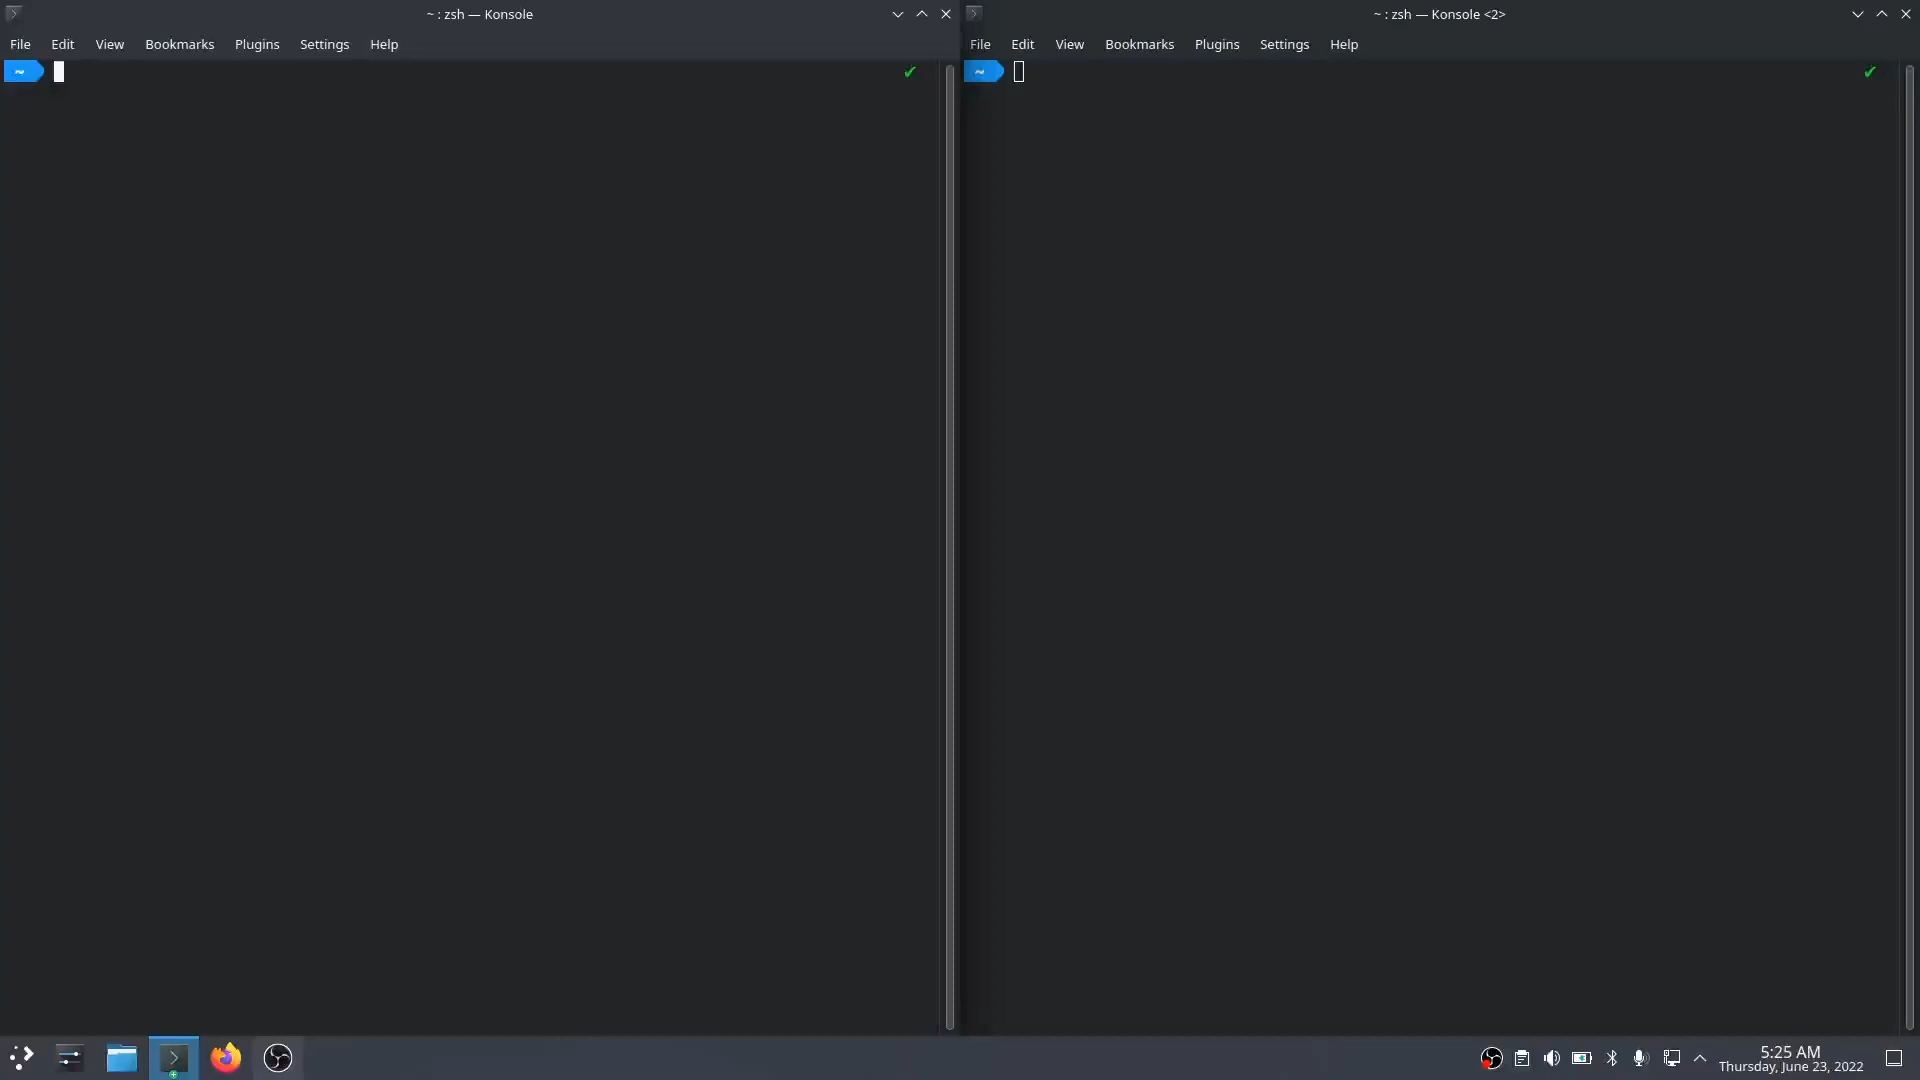 ~ : zsh — Konsole
File Edit View Bookmarks Plugins Settings Help
~ ✔
~ : zsh — Konsole <2>
File Edit View Bookmarks Plugins Settings Help
~ ✔
5:25 AM
Thursday, June 23, 2022